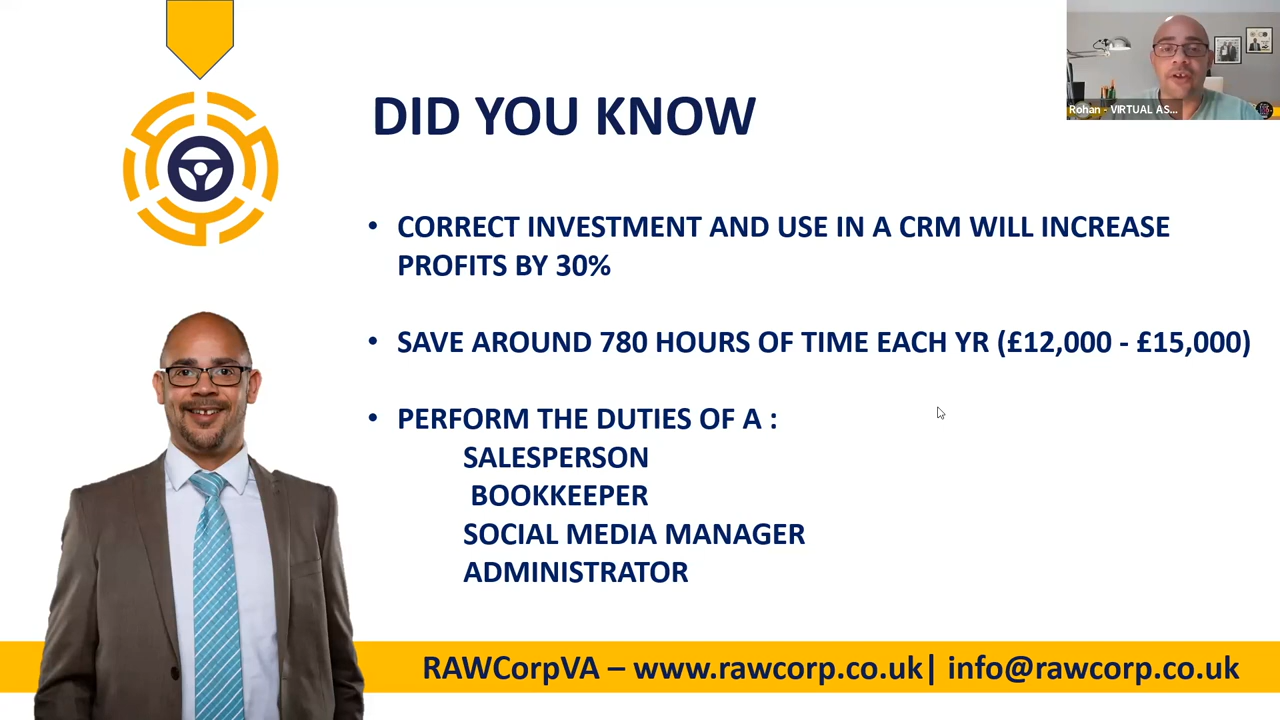 DID YOU KNOW
Rohan - VIRTUAL AS...
• CORRECT INVESTMENT AND USE IN A CRM WILL INCREASE
PROFITS BY 30%
• SAVE AROUND 780 HOURS OF TIME EACH YR (£12,000 - £15,000)
• PERFORM THE DUTIES OF A :
SALESPERSON
BOOKKEEPER
SOCIAL MEDIA MANAGER
ADMINISTRATOR
RAWCorpVA – www.rawcorp.co.uk| info@rawcorp.co.uk